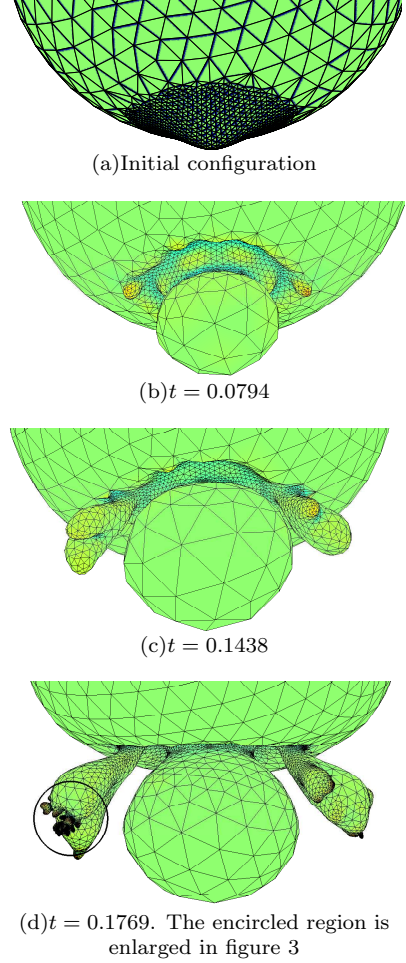 (a)Initial configuration
(b)t = 0.0794
(c)t = 0.1438
(d)t = 0.1769. The encircled region is
enlarged in figure 3